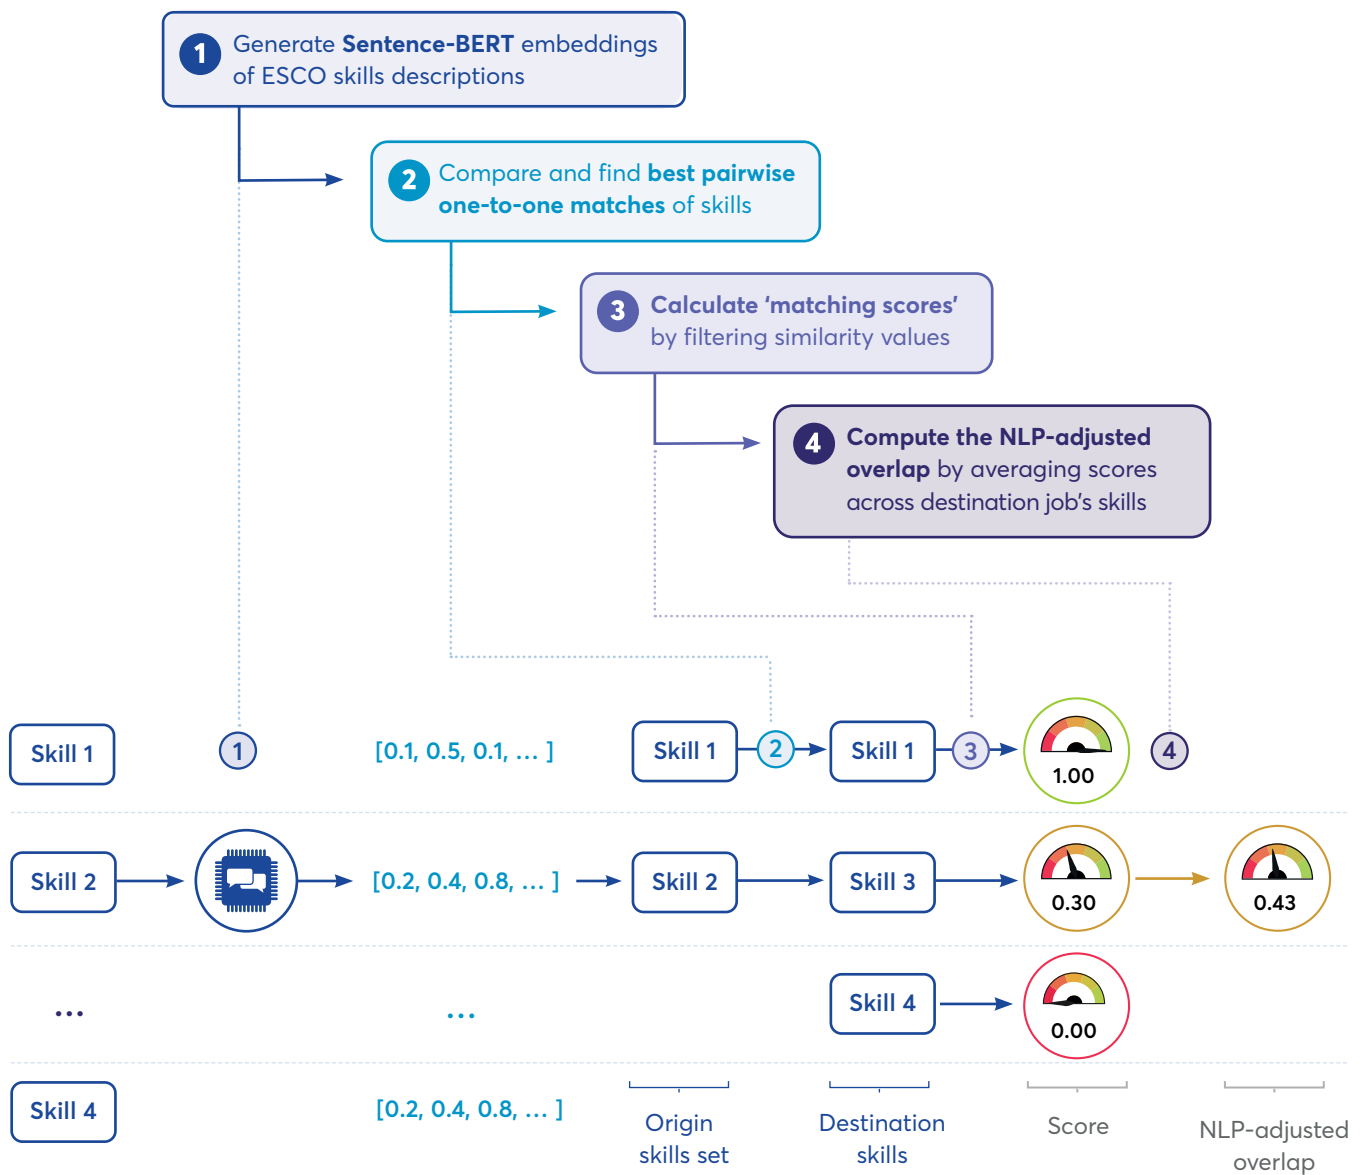 1
Generate Sentence-BERT embeddings
of ESCO skills descriptions
2
Compare and find best pairwise
one-to-one matches of skills
3
Calculate ‘matching scores’
by filtering similarity values
4
Compute the NLP-adjusted
overlap by averaging scores
across destination job's skills
Skill 1
1
[0.1, 0.5, 0.1, ... ]
Skill 1
2
Skill 1
3
1.00
4
Skill 2
[0.2, 0.4, 0.8, ... ]
Skill 2
Skill 3
0.30
0.43
...
...
Skill 4
0.00
Skill 4
[0.2, 0.4, 0.8, ... ]
Origin
skills set
Destination
skills
Score
NLP-adjusted
overlap